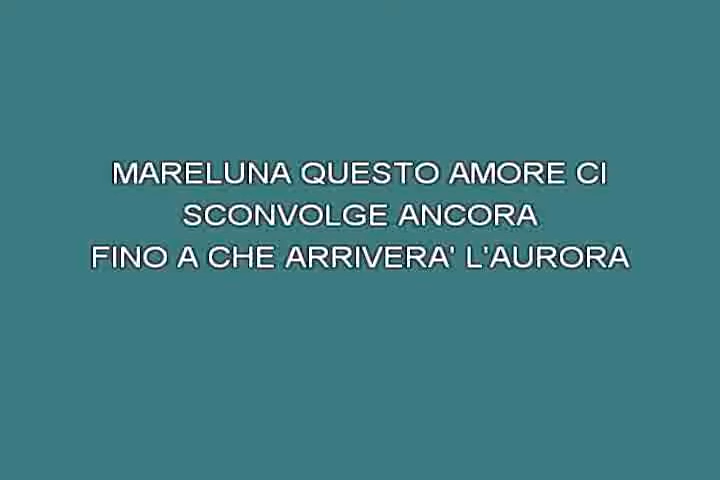 MARELUNA QUESTO AMORE CI
SCONVOLGE ANCORA
FINO A CHE ARRIVERA' L'AURORA